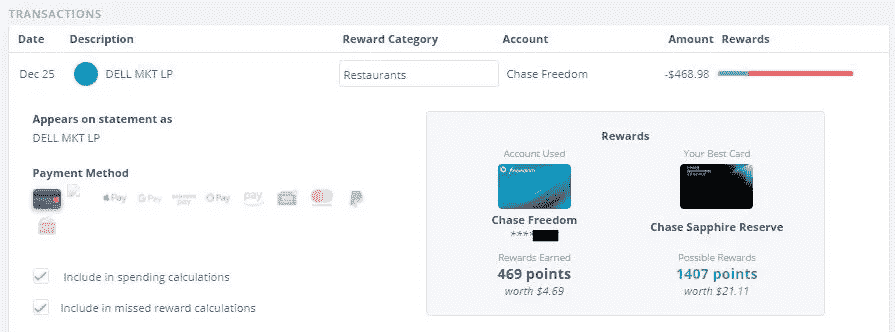 TRANSACTIONS
Date Description Reward Category Account Amount Rewards
Dec 25 DELL MKT LP Restaurants Chase Freedom -$468.98
Appears on statement as
DELL MKT LP
Payment Method
Pay G Pay amazon pay G Pay pay
Include in spending calculations
Include in missed reward calculations
Rewards
Account Used Your Best Card
freedom
Chase Freedom Chase Sapphire Reserve
****
Rewards Earned Possible Rewards
469 points 1407 points
worth $4.69 worth $21.11